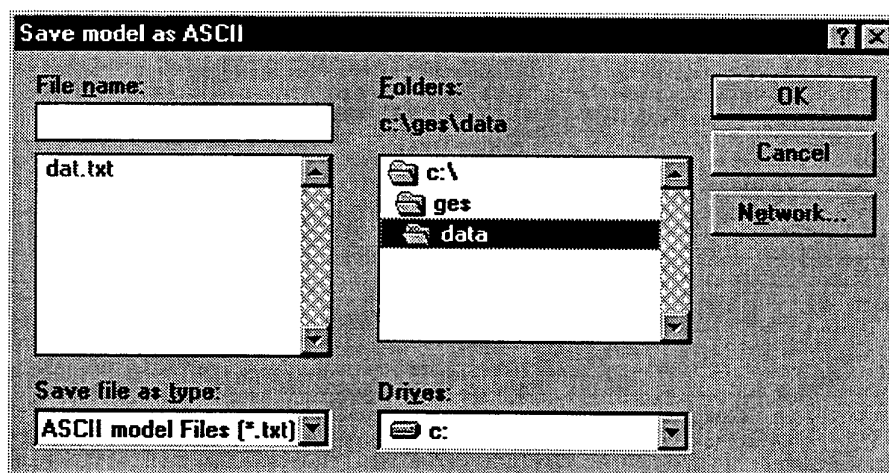 Save model as ASCII
File name:
dat.txt
Save file as type:
ASCII model Files (*.txt)
Folders:
c:\ges\data
c:\
ges
data
Drives:
c:
OK
Cancel
Network...